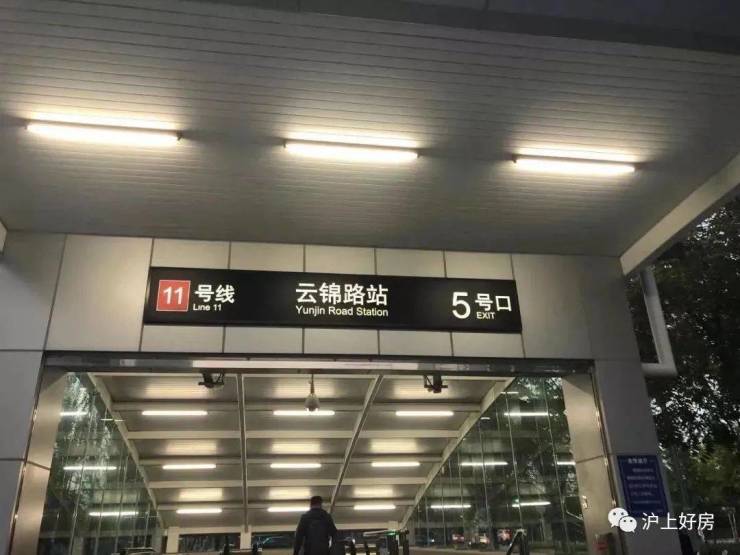 11 号线
Line 11
云锦路站
Yunjin Road Station
5 号口
EXIT
沪上好房